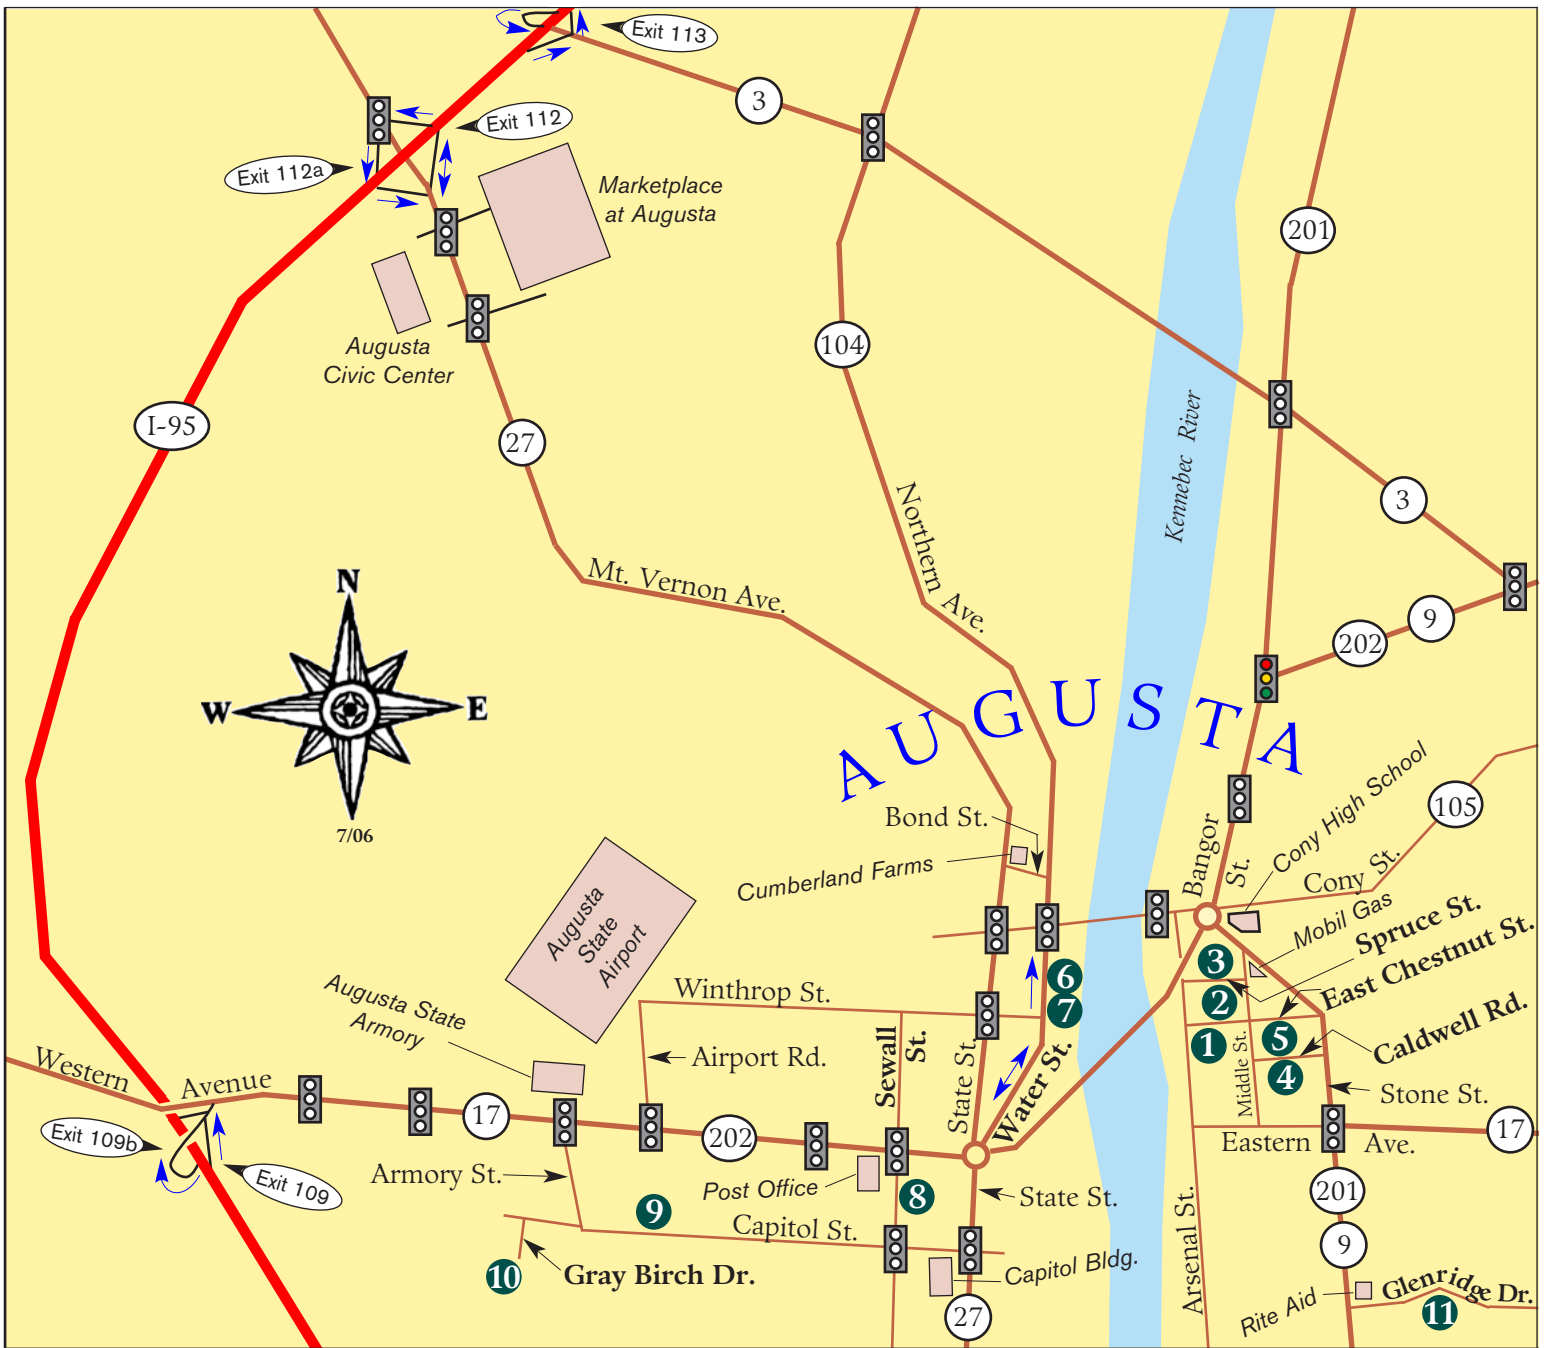 Exit 113
3
Exit 112
Exit 112a
Marketplace
at Augusta
201
Augusta
Civic Center
104
I-95
27
Kennebec River
3
Northern Ave.
Mt. Vernon Ave.
N
W
E
7/06
9
202
AUGUSTA
Bond St.
Cumberland Farms
Bangor
St.
Cony High School
105
Cony St.
Mobil Gas
Spruce St.
East Chestnut St.
Caldwell Rd.
Augusta
State
Airport
Augusta State
Armory
Winthrop St.
Airport Rd.
Sewall
St.
State St.
Water St.
6
7
3
2
1
5
4
Middle St.
Stone St.
Western
Avenue
17
202
Exit 109b
Exit 109
Armory St.
Post Office
8
9
State St.
Capitol St.
10
Gray Birch Dr.
Capitol Bldg.
27
Eastern
Ave.
17
201
9
Arsenal St.
Rite Aid
Glenridge Dr.
11